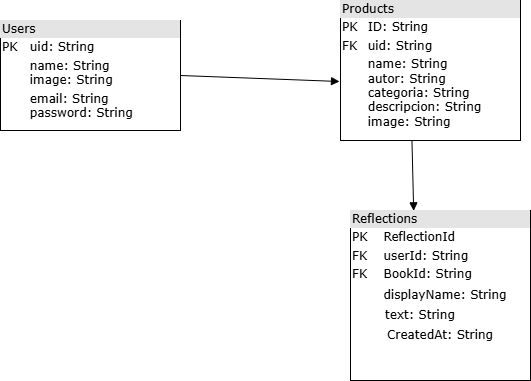 Users
PK uid: String
name: String
image: String
email: String
password: String
Products
PK ID: String
FK uid: String
name: String
autor: String
categoria: String
descripcion: String
image: String
Reflections
PK ReflectionId
FK userId: String
FK BookId: String
displayName: String
text: String
CreatedAt: String